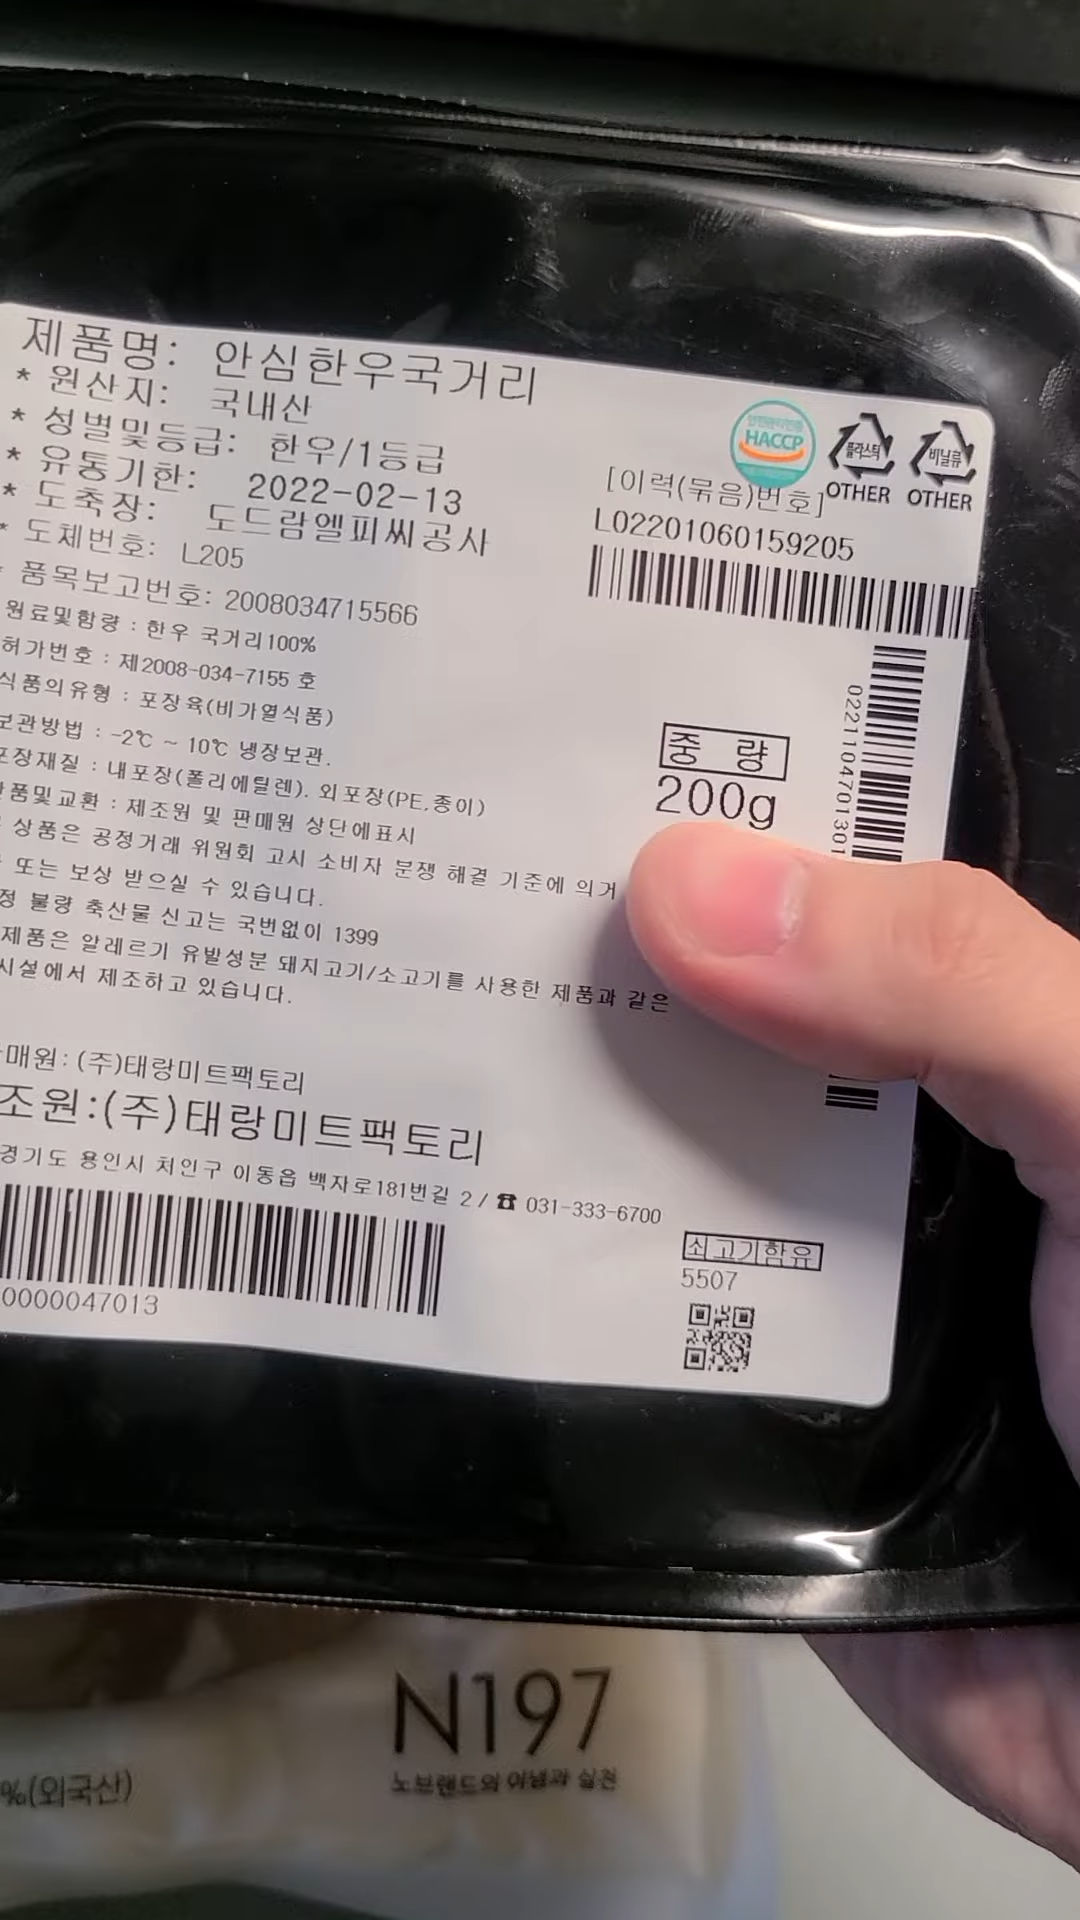 제품명: 안심한우국거리
* 원산지: 국내산
* 성별및등급: 한우/1등급
* 유통기한: 2022-02-13
* 도축장: 도드람엘피씨공사
* 도체번호: L205
* 품목보고번호: 2008034715566
원료및함량 : 한우 국거리100%
허가번호 : 제2008-034-7155 호
식품의유형 : 포장육(비가열식품)
보관방법 : -2℃ ~ 10℃ 냉장보관.
포장재질 : 내포장(폴리에틸렌). 외포장(PE,종이)
품및교환 : 제조원 및 판매원 상단에표시
상품은 공정거래 위원회 고시 소비자 분쟁 해결 기준에 의거
또는 보상 받으실 수 있습니다.
정 불량 축산물 신고는 국번없이 1399
제품은 알레르기 유발성분 돼지고기/소고기를 사용한 제품과 같은
시설에서 제조하고 있습니다.
매원: (주)태랑미트팩토리
조원:(주)태랑미트팩토리
경기도 용인시 처인구 이동읍 백자로181번길 2 / ☎ 031-333-6700
0000047013
HACCP
플라스틱
OTHER
비닐류
OTHER
[이력(묶음)번호]
L02201060159205
0221104701301
중 량
200g
쇠고기함유
5507
N197
노브랜드의 이념과 실천
%(외국산)